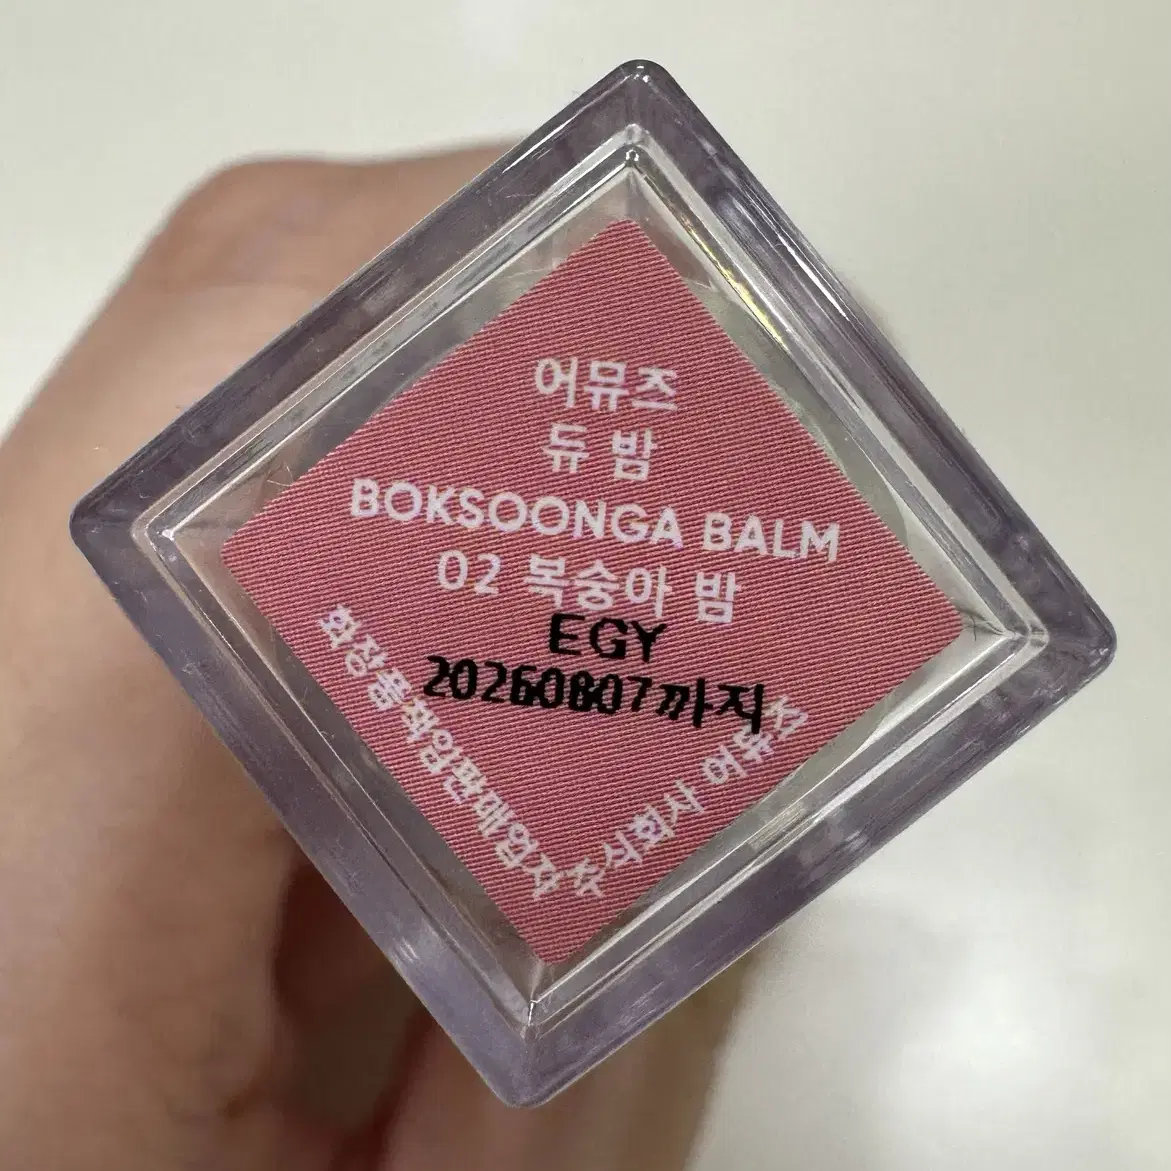 어뮤즈
듀 밤
BOKSOONGA BALM
02 복숭아 밤
EGY
20260807까지
화장품책임판매업자
주식회사 어뮤즈